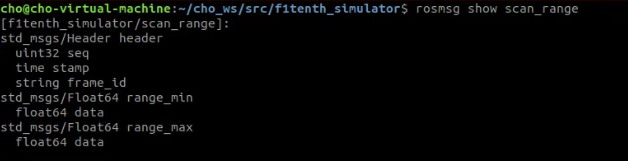 cho@cho-virtual-machine:~/cho_ws/src/f1tenth_simulator$ rosmsg show scan_range
[f1tenth_simulator/scan_range]:
std_msgs/Header header
  uint32 seq
  time stamp
  string frame_id
std_msgs/Float64 range_min
  float64 data
std_msgs/Float64 range_max
  float64 data